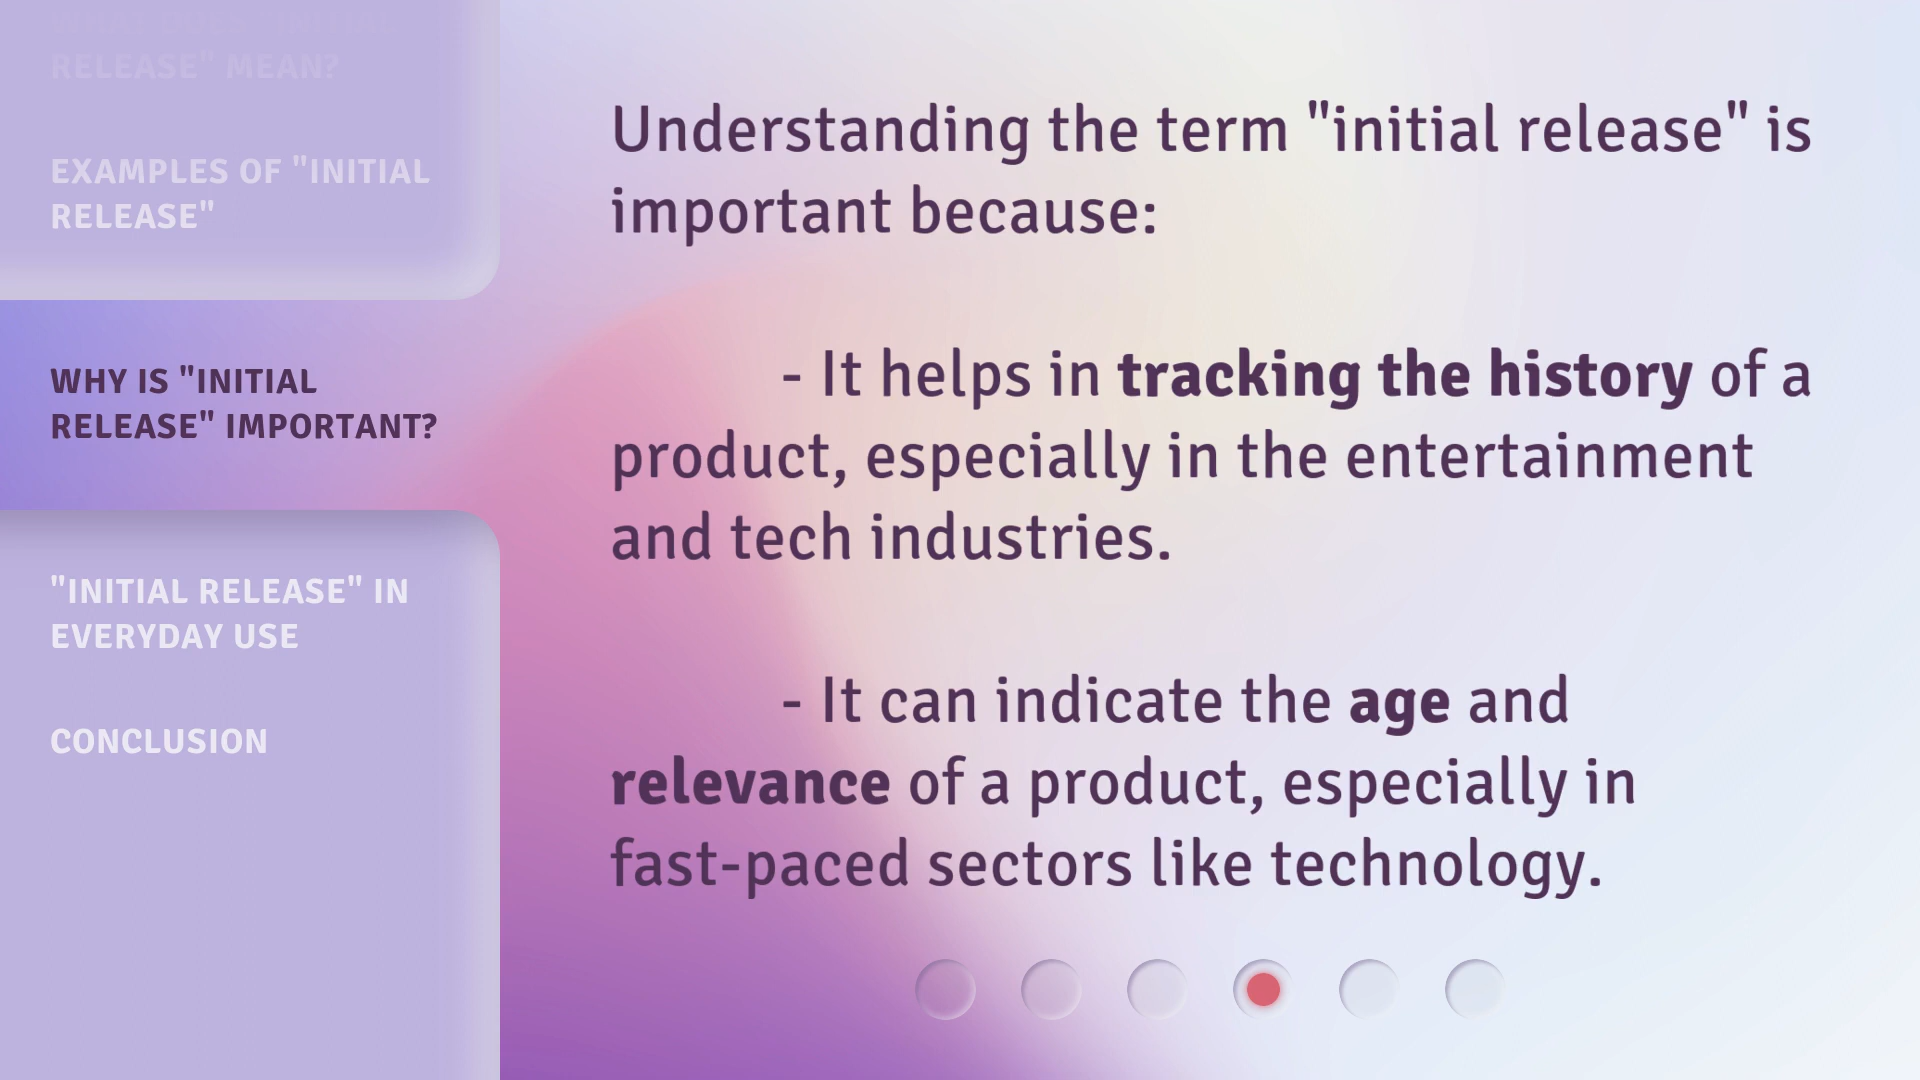 RELEASE" MEAN?
EXAMPLES OF "INITIAL
RELEASE"
WHY IS "INITIAL
RELEASE" IMPORTANT?
"INITIAL RELEASE" IN
EVERYDAY USE
CONCLUSION
Understanding the term "initial release" is
important because:
- It helps in tracking the history of a
product, especially in the entertainment
and tech industries.
- It can indicate the age and
relevance of a product, especially in
fast-paced sectors like technology.